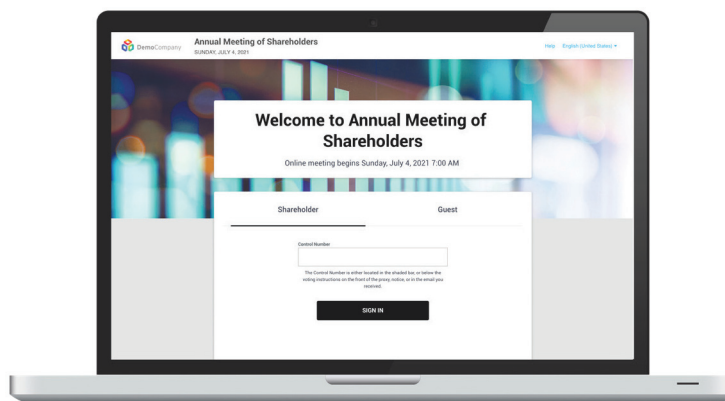 DemoCompany
Annual Meeting of Shareholders
SUNDAY, JULY 4, 2021
Help English (United States)
Welcome to Annual Meeting of
Shareholders
Online meeting begins Sunday, July 4, 2021 7:00 AM
Shareholder
Guest
Control Number
The Control Number is either located in the shaded bar, or below the
voting instructions on the front of the proxy, notice, or in the email you
received.
SIGN IN